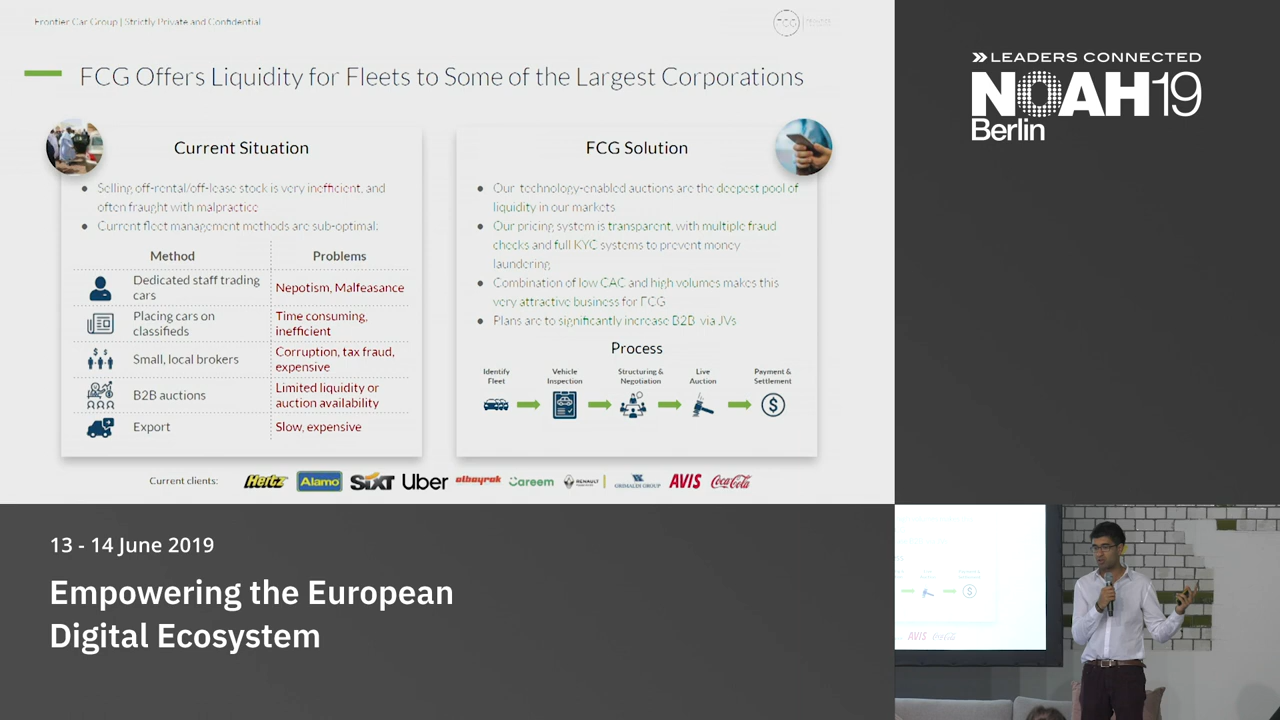 Frontier Car Group | Strictly Private and Confidential
FCG
FCG Offers Liquidity for Fleets to Some of the Largest Corporations
Current Situation
Selling off-rental/off-lease stock is very inefficient, and
often fraught with malpractice
Current fleet management methods are sub-optimal:
Method
Problems
Dedicated staff trading
cars
Nepotism, Malfeasance
Placing cars on
classifieds
Time consuming,
inefficient
Small, local brokers
Corruption, tax fraud,
expensive
B2B auctions
Limited liquidity or
auction availability
Export
Slow, expensive
FCG Solution
Our technology-enabled auctions are the deepest pool of
liquidity in our markets
Our pricing system is transparent, with multiple fraud
checks and full KYC systems to prevent money
laundering
Combination of low CAC and high volumes makes this
very attractive business for FCG
Plans are to significantly increase B2B via JVs
Process
Identify
Fleet
Vehicle
Inspection
Structuring &
Negotiation
Live
Auction
Payment &
Settlement
Current clients:
Hertz
Alamo
SIXT
Uber
albayrak
Careem
RENAULT
GRIMALDI GROUP
AVIS
Coca-Cola
LEADERS CONNECTED
NOAH19
Berlin
13 - 14 June 2019
Empowering the European
Digital Ecosystem
AVIS
Coca-Cola